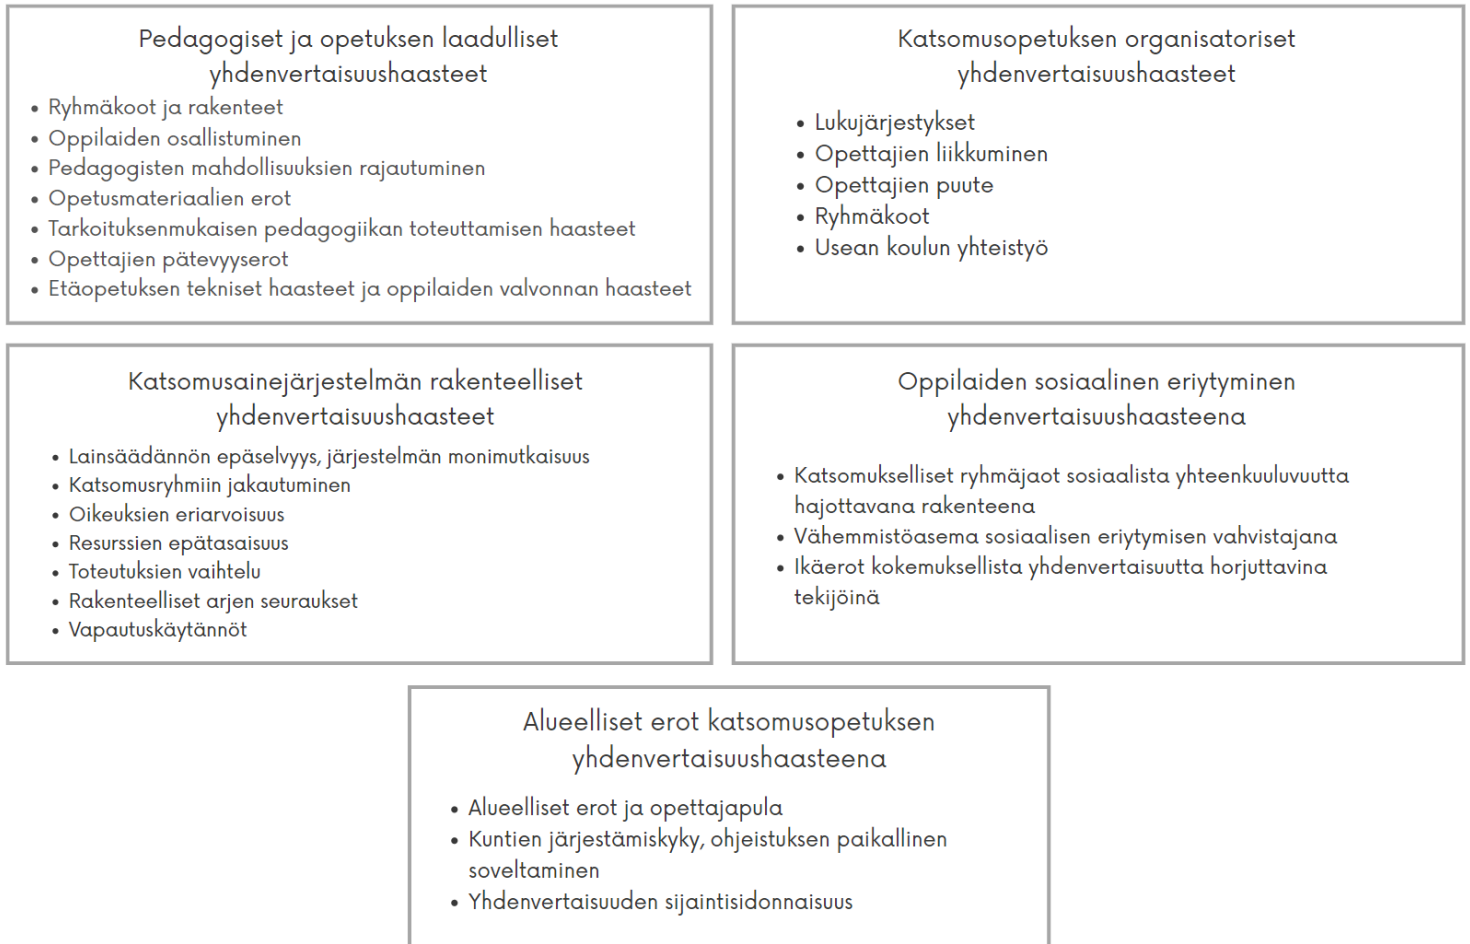 Pedagogiset ja opetuksen laadulliset
yhdenvertaisuushaasteet
• Ryhmäkoot ja rakenteet
• Oppilaiden osallistuminen
• Pedagogisten mahdollisuuksien rajautuminen
• Opetusmateriaalien erot
• Tarkoituksenmukaisen pedagogiikan toteuttamisen haasteet
• Opettajien pätevyyserot
• Etäopetuksen tekniset haasteet ja oppilaiden valvonnan haasteet
Katsomusopetuksen organisatoriset
yhdenvertaisuushaasteet
• Lukujärjestykset
• Opettajien liikkuminen
• Opettajien puute
• Ryhmäkoot
• Usean koulun yhteistyö
Katsomusainejärjestelmän rakenteelliset
yhdenvertaisuushaasteet
• Lainsäädännön epäselvyys, järjestelmän monimutkaisuus
• Katsomusryhmiin jakautuminen
• Oikeuksien eriarvoisuus
• Resurssien epätasaisuus
• Toteutuksien vaihtelu
• Rakenteelliset arjen seuraukset
• Vapautuskäytännöt
Oppilaiden sosiaalinen eriytyminen
yhdenvertaisuushaasteena
• Katsomukselliset ryhmäjaot sosiaalista yhteenkuuluvuutta
hajottavana rakenteena
• Vähemmistöasema sosiaalisen eriytymisen vahvistajana
• Ikäerot kokemuksellista yhdenvertaisuutta horjuttavina
tekijöinä
Alueelliset erot katsomusopetuksen
yhdenvertaisuushaasteena
• Alueelliset erot ja opettajapula
• Kuntien järjestämiskyky, ohjeistuksen paikallinen
soveltaminen
• Yhdenvertaisuuden sijaintisidonnaisuus